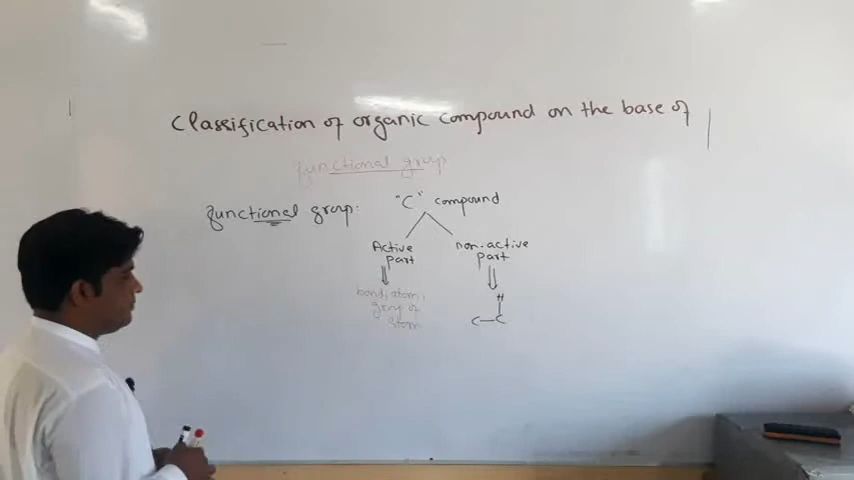 Classification of organic compound on the base of
functional group
functional group: "C" compound
Active part
non-active part
bond, atom, group of atom
H
C-C